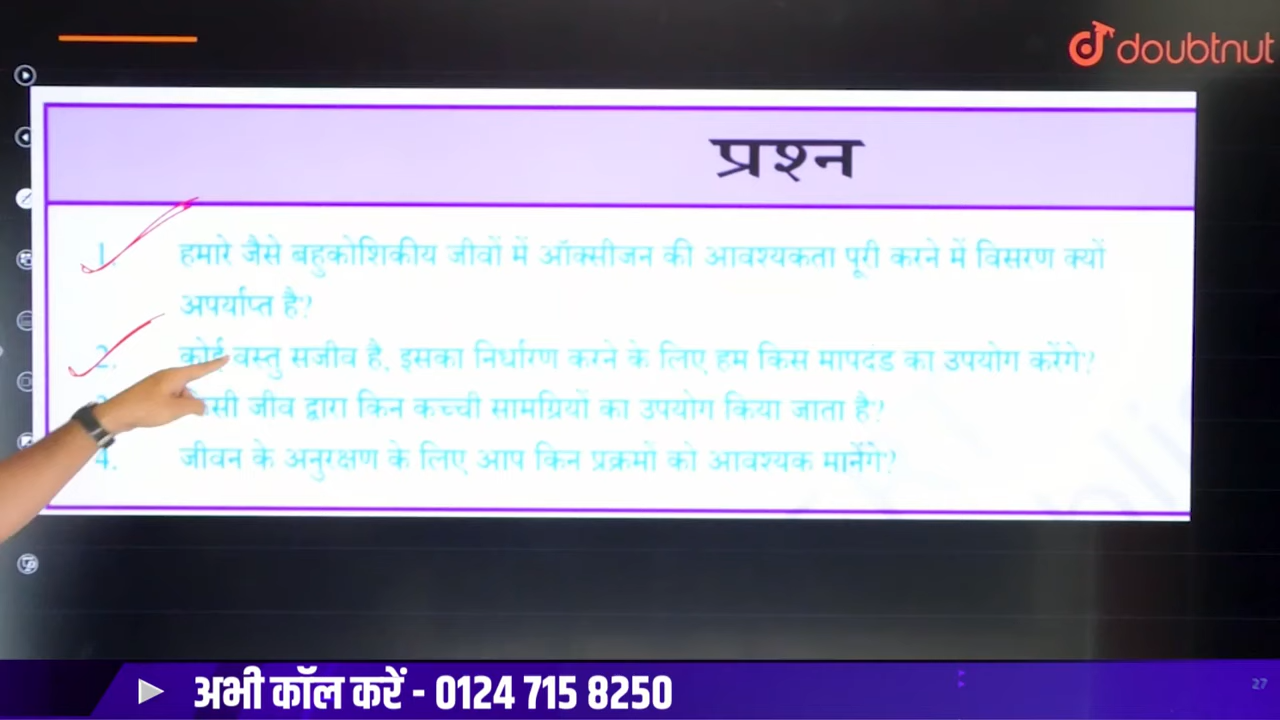 doubtnut
प्रश्न
1. हमारे जैसे बहुकोशिकीय जीवों में ऑक्सीजन की आवश्यकता पूरी करने में विसरण क्यों
अपर्याप्त है?
2. कोई वस्तु सजीव है, इसका निर्धारण करने के लिए हम किस मापदंड का उपयोग करेंगे?
जीव द्वारा किन कच्ची सामग्रियों का उपयोग किया जाता है?
4. जीवन के अनुरक्षण के लिए आप किन प्रक्रमों को आवश्यक मानेंगे?
अभी कॉल करें - 0124 715 8250
27